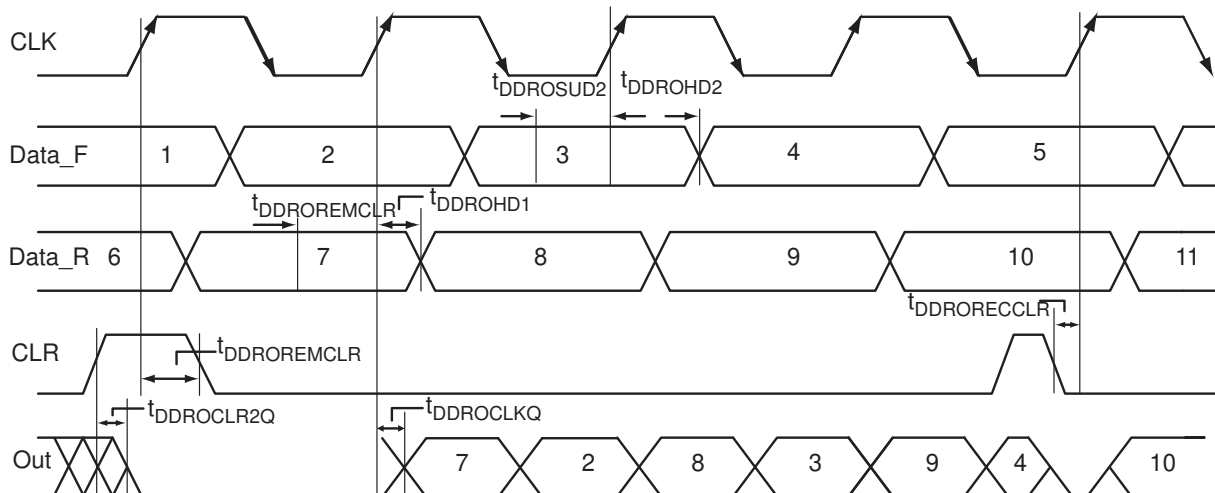 CLK
tDDROSUD2 tDDROHD2
Data_F 1 2 3 4 5
tDDROREMCLR tDDROHD1
Data_R 6 7 8 9 10 11
tDDRORECCLR
CLR tDDROREMCLR
tDDROCLR2Q tDDROCLKQ
Out 7 2 8 3 9 4 10